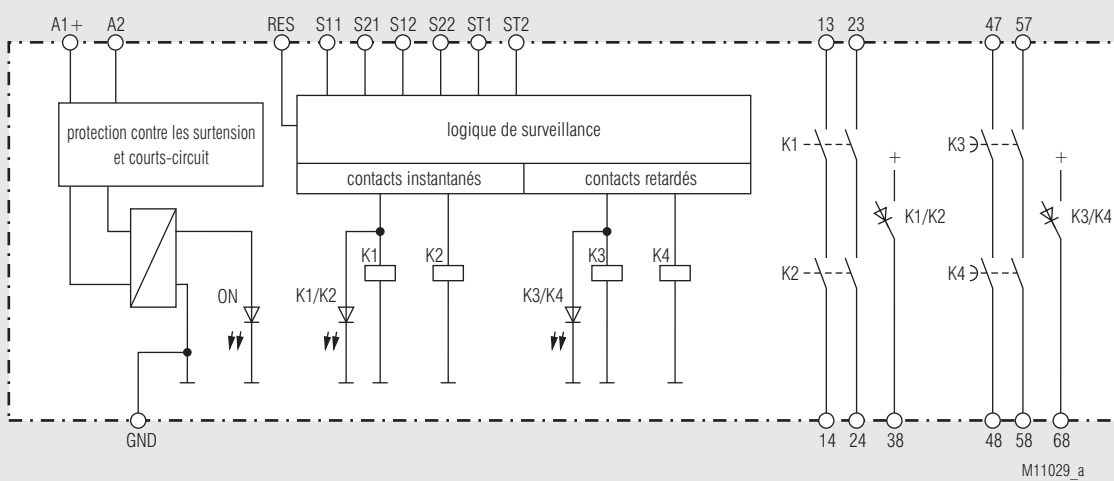 A1+ A2 RES S11 S21 S12 S22 ST1 ST2 13 23 47 57
protection contre les surtension
et courts-circuit
logique de surveillance
contacts instantanés contacts retardés
K1 K3
+ +
K1/K2 K3/K4
K1 K2 K3 K4
K2 K4
ON K1/K2 K3/K4
GND 14 24 38 48 58 68
M11029_a